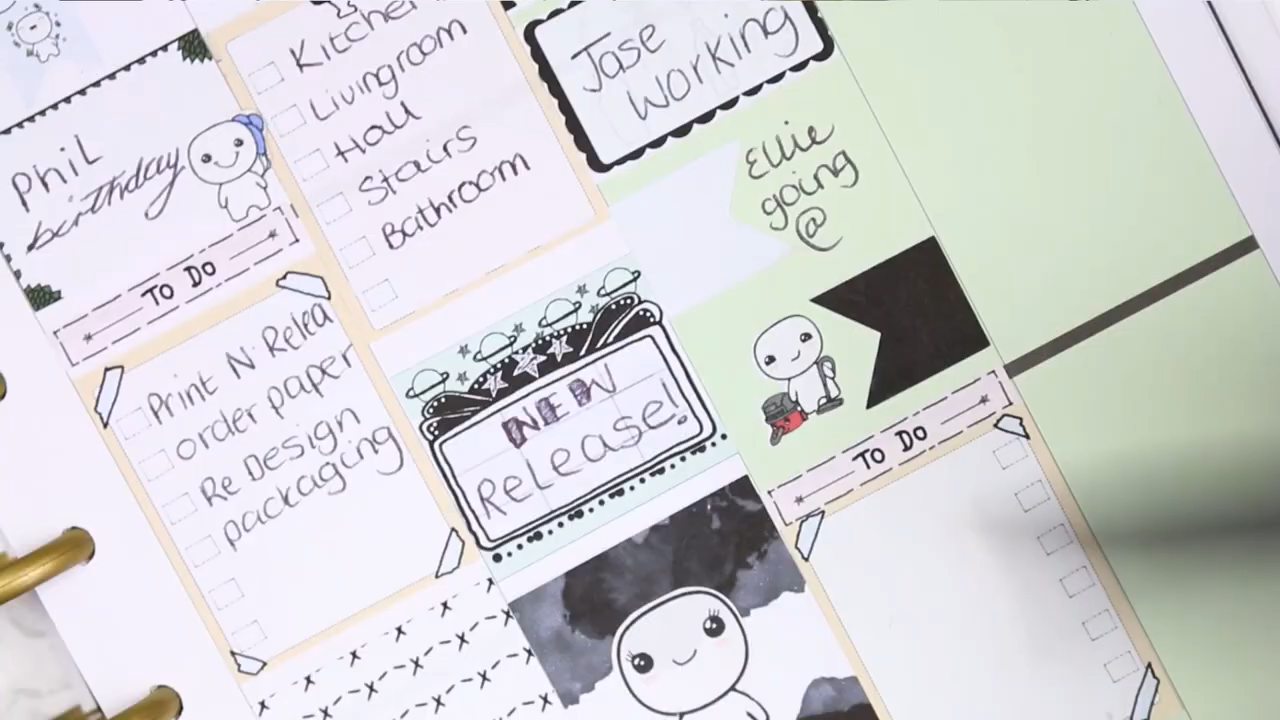 Phil
birthday
TO DO
Print N' Relea
order paper
Re Design
packaging
Kitchen
Livingroom
Hall
Stairs
Bathroom
NEW
Release!
Jase
Working
Ellie
going
@
TO DO